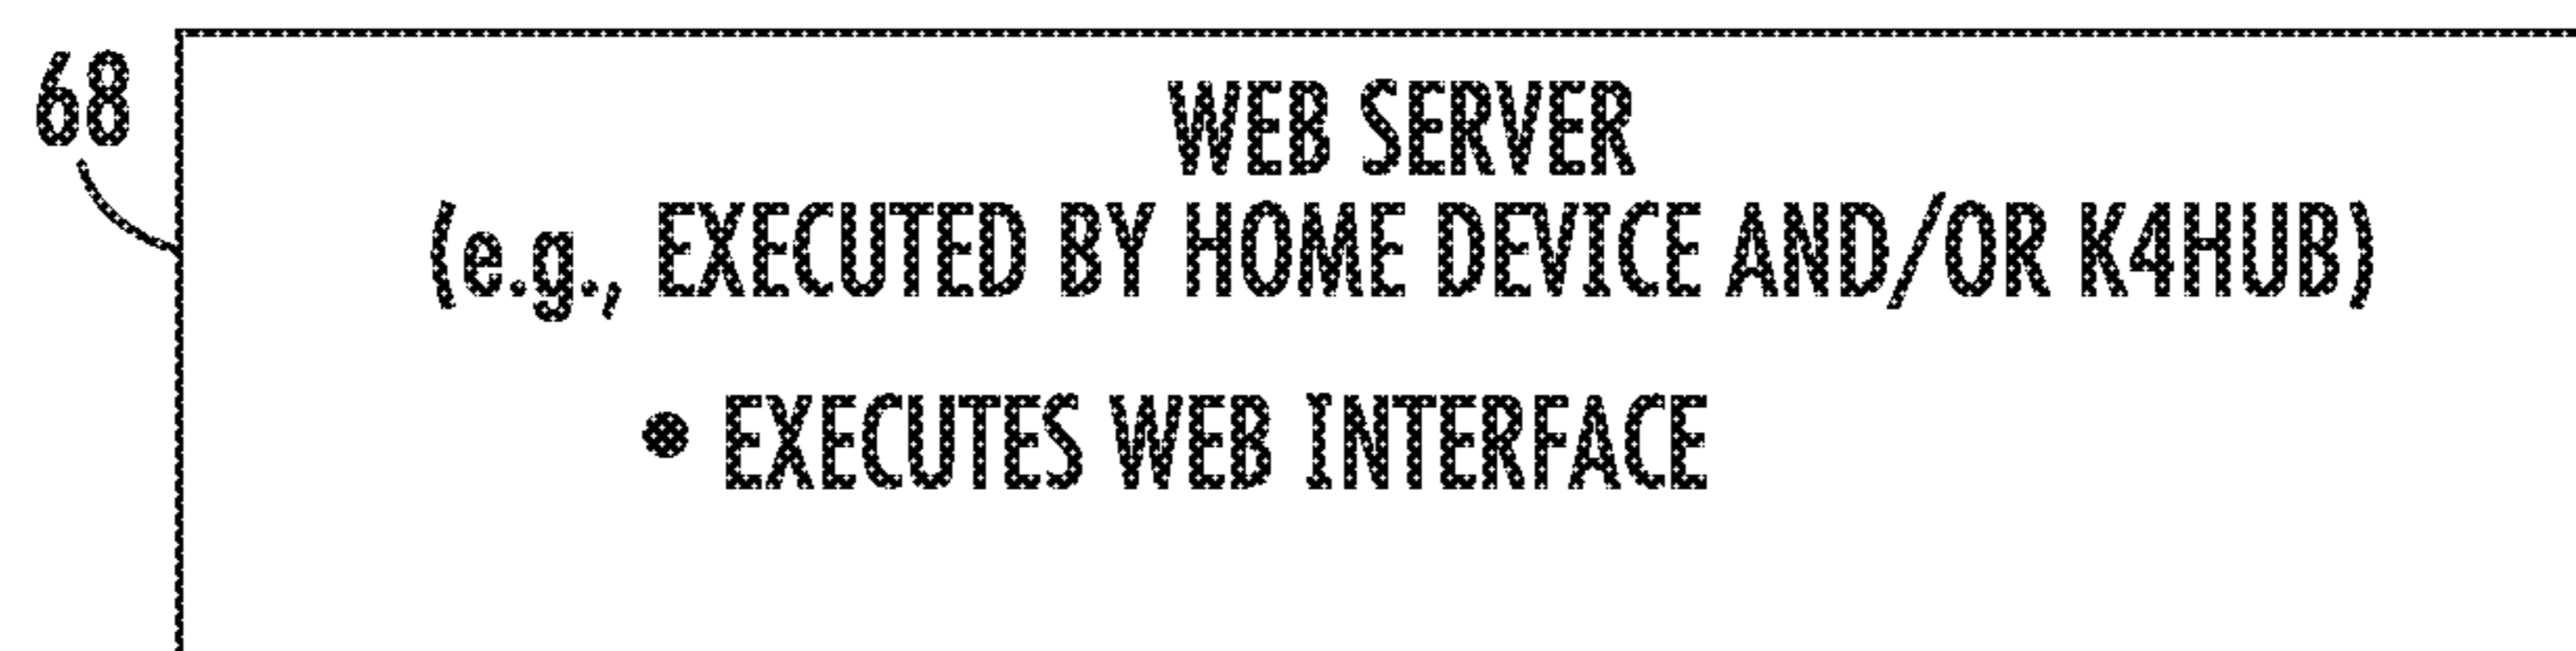 68
WEB SERVER
(e.g., EXECUTED BY HOME DEVICE AND/OR K4HUB)
• EXECUTES WEB INTERFACE